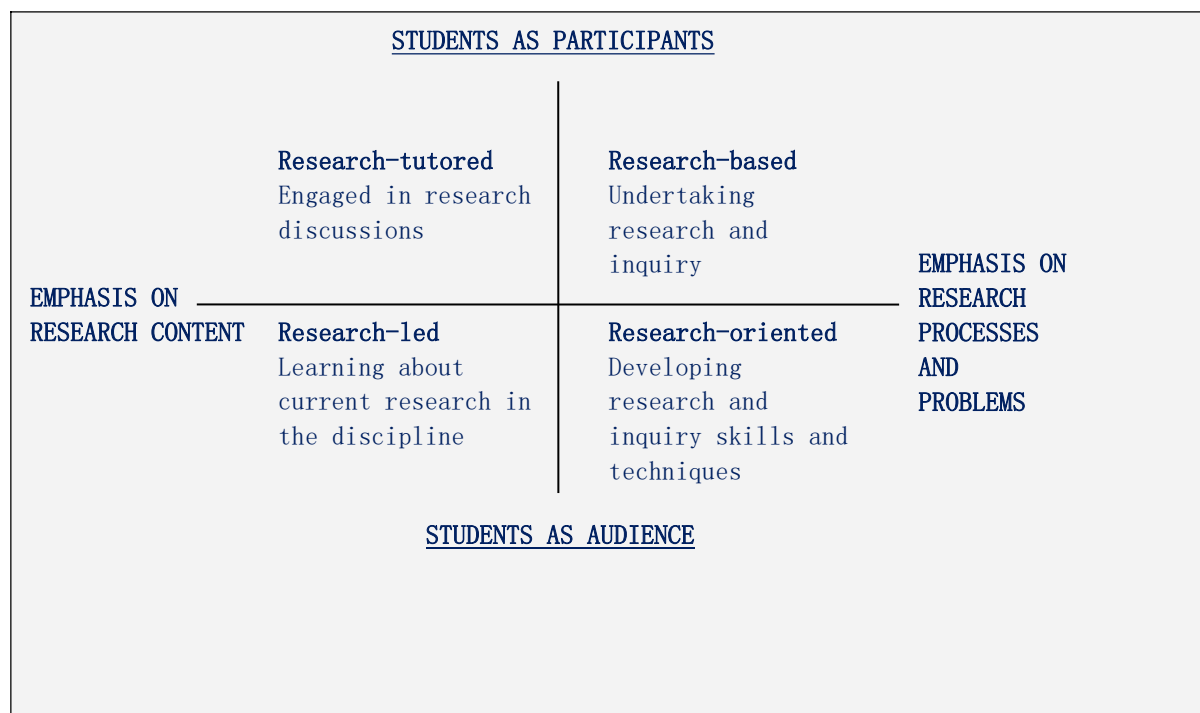 STUDENTS AS PARTICIPANTS
Research-tutored
Engaged in research
discussions
Research-based
Undertaking
research and
inquiry
EMPHASIS ON
RESEARCH CONTENT
EMPHASIS ON
RESEARCH
PROCESSES
AND
PROBLEMS
Research-led
Learning about
current research in
the discipline
Research-oriented
Developing
research and
inquiry skills and
techniques
STUDENTS AS AUDIENCE